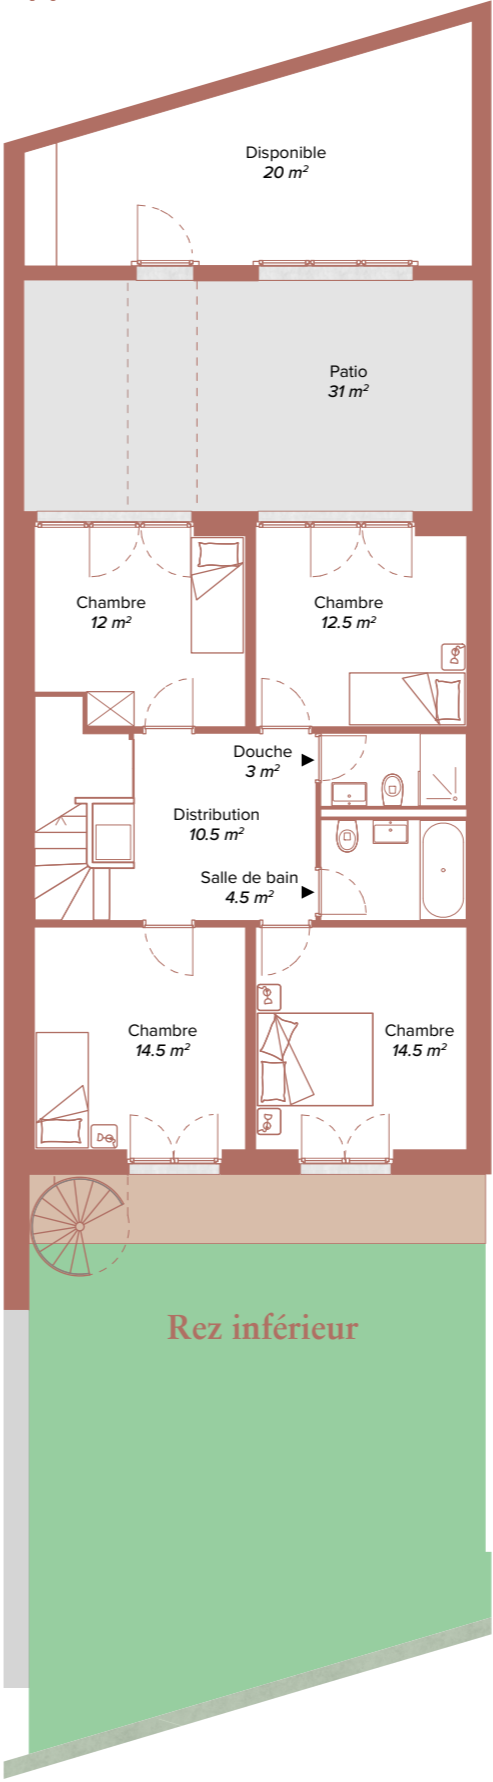 Disponible
20 m²
Patio
31 m²
Chambre
12 m²
Chambre
12.5 m²
Douche
3 m²
Distribution
10.5 m²
Salle de bain
4.5 m²
Chambre
14.5 m²
Chambre
14.5 m²
Rez inférieur